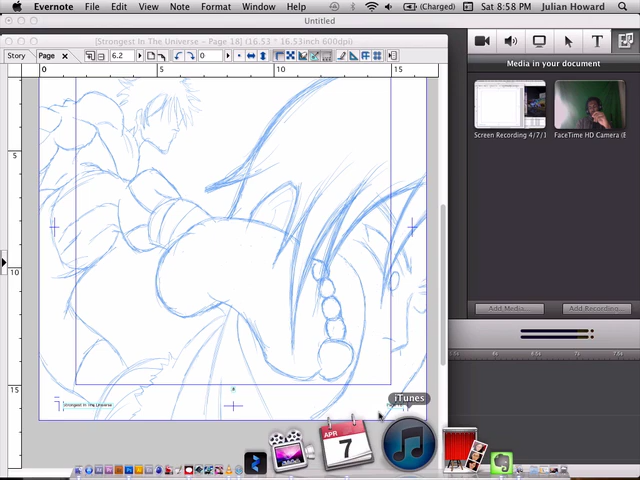 Evernote File Edit View Note Format Window Help (Charged) Sat 8:58 PM Julian Howard
Untitled
(Strongest In The Universe - Page 18) (16.53 * 16.53inch 600dpi)
Story Page 6.2 0
0 5 10 15
5
10
15
Media in your document
Screen Recording 4/7/1
FaceTime HD Camera (B
Add Media...
Add Recording...
Strongest In The Universe
iTunes
APR
7